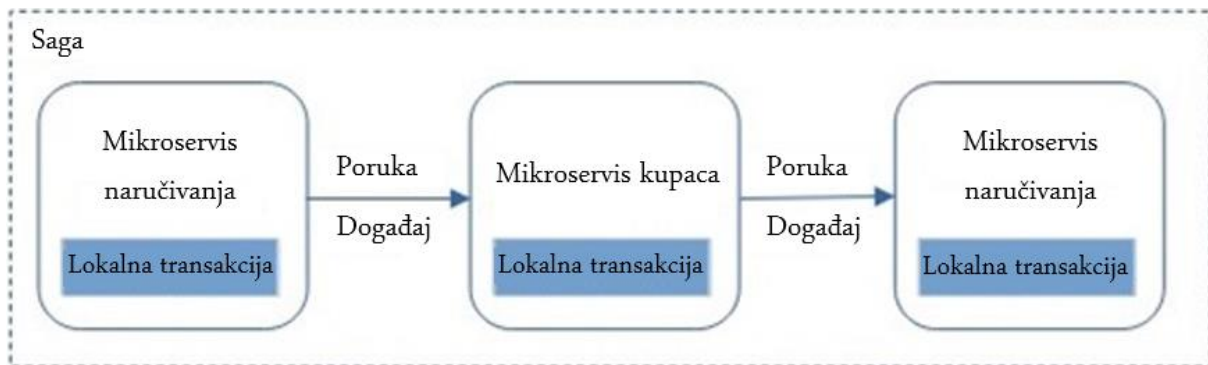 Saga
Mikroservis
naručivanja
Lokalna transakcija
Poruka
Događaj
Mikroservis kupaca
Lokalna transakcija
Poruka
Događaj
Mikroservis
naručivanja
Lokalna transakcija